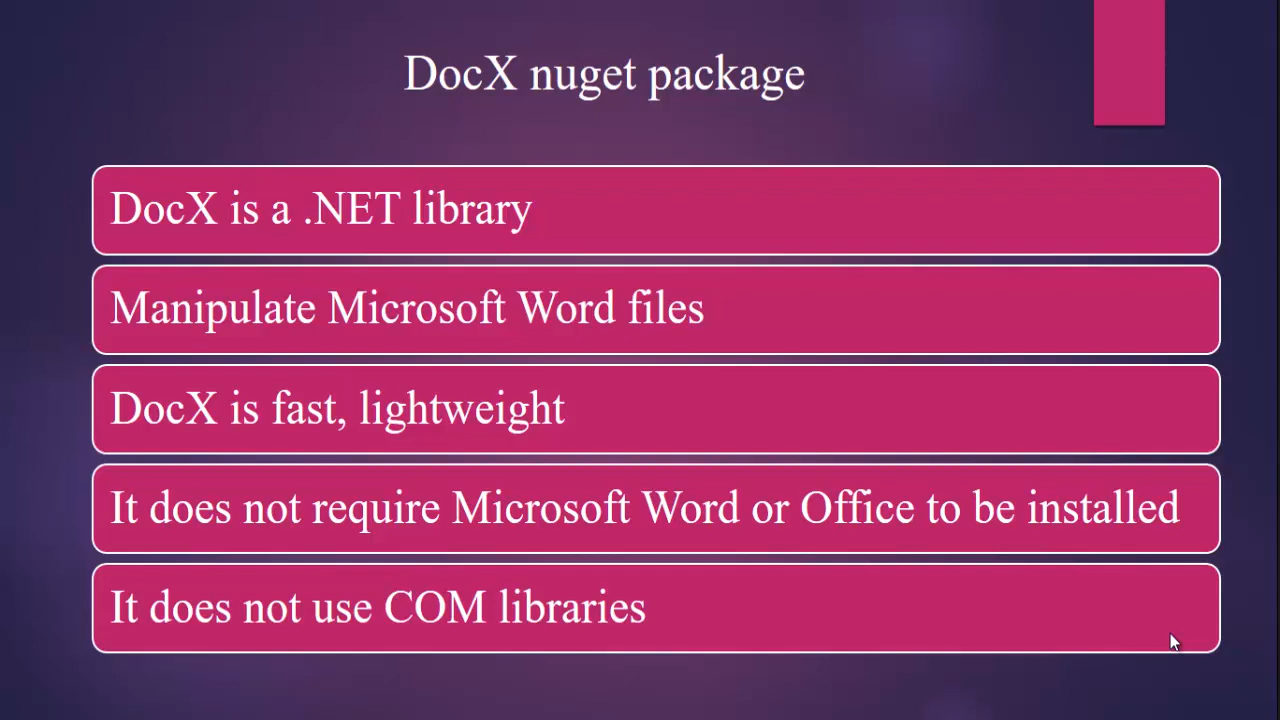 DocX nuget package
DocX is a .NET library
Manipulate Microsoft Word files
DocX is fast, lightweight
It does not require Microsoft Word or Office to be installed
It does not use COM libraries